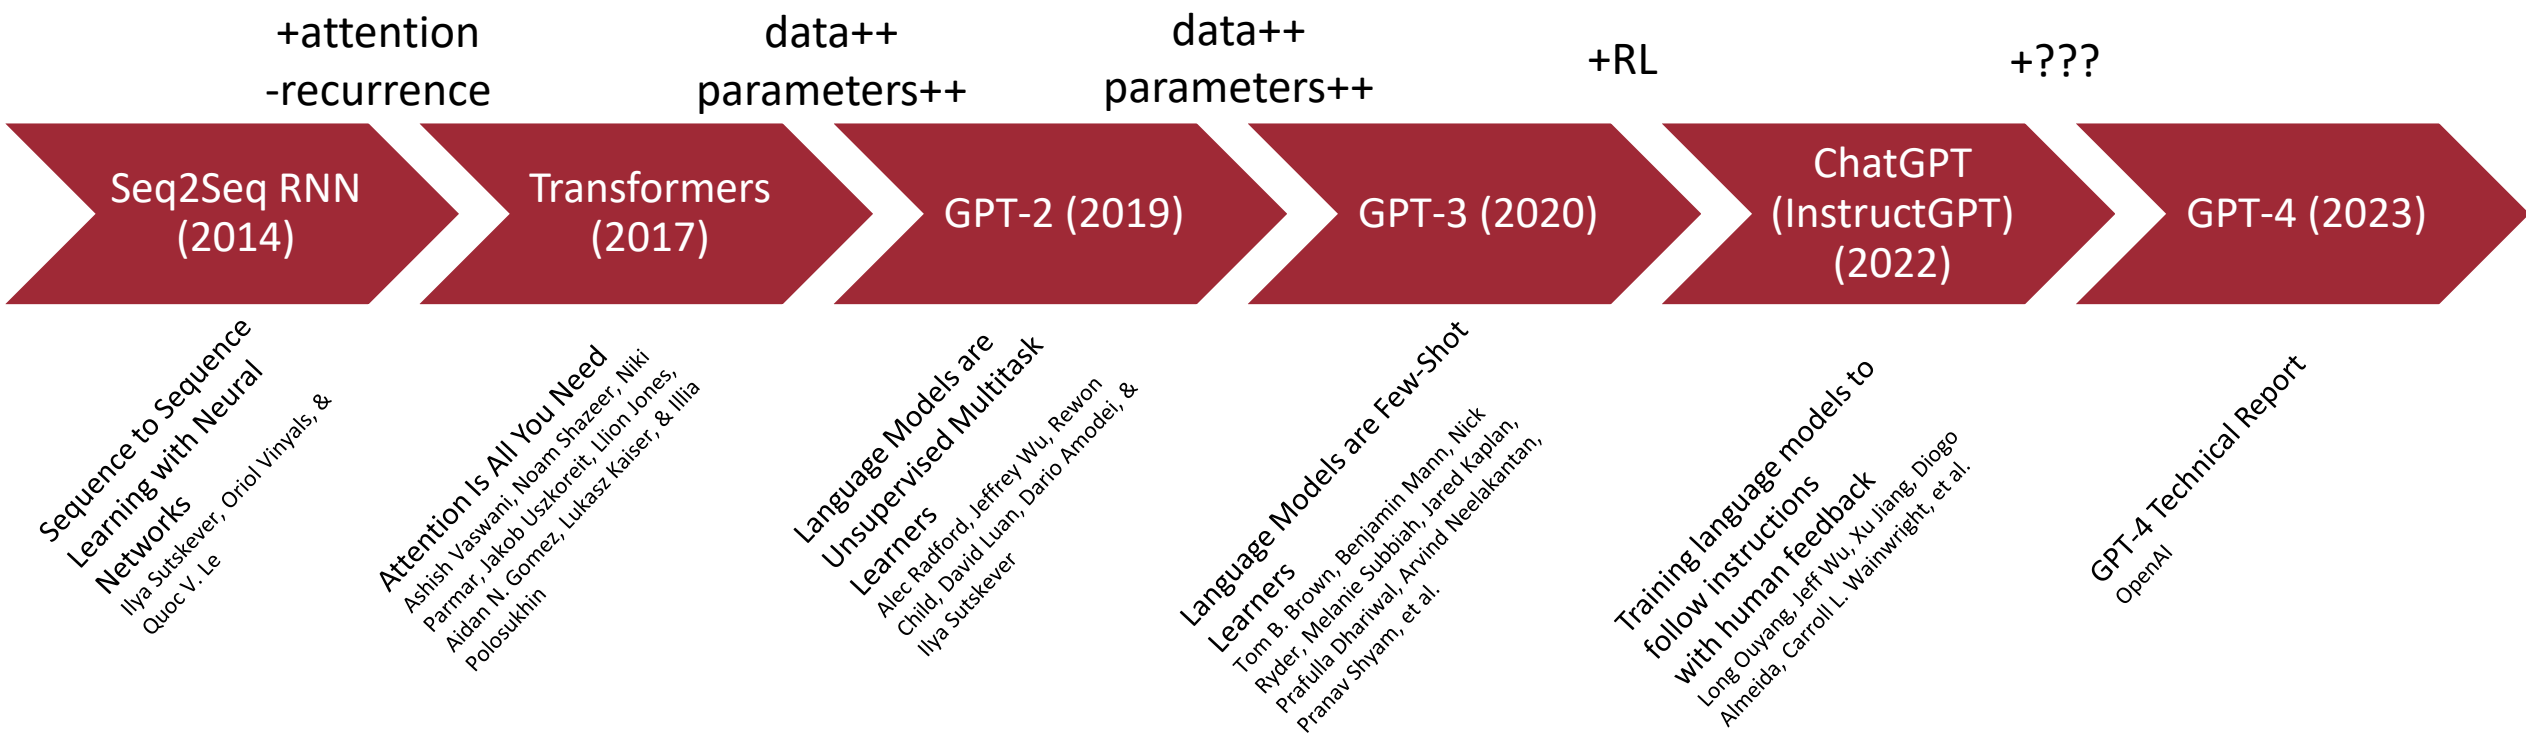 +attention
-recurrence
data++
parameters++
data++
parameters++
+RL
+???
Seq2Seq RNN
(2014)
Transformers
(2017)
GPT-2 (2019)
GPT-3 (2020)
ChatGPT
(InstructGPT)
(2022)
GPT-4 (2023)
Sequence to Sequence
Learning with Neural
Networks
Ilya Sutskever, Oriol Vinyals, &
Quoc V. Le
Attention Is All You Need
Ashish Vaswani, Noam Shazeer, Niki
Parmar, Jakob Uszkoreit, Llion Jones,
Aidan N. Gomez, Lukasz Kaiser, & Illia
Polosukhin
Language Models are
Unsupervised Multitask
Learners
Alec Radford, Jeffrey Wu, Rewon
Child, David Luan, Dario Amodei, &
Ilya Sutskever
Language Models are Few-Shot
Learners
Tom B. Brown, Benjamin Mann, Nick
Ryder, Melanie Subbiah, Jared Kaplan,
Prafulla Dhariwal, Arvind Neelakantan,
Pranav Shyam, et al.
Training language models to
follow instructions
with human feedback
Long Ouyang, Jeff Wu, Xu Jiang, Diogo
Almeida, Carroll L. Wainwright, et al.
GPT-4 Technical Report
OpenAI